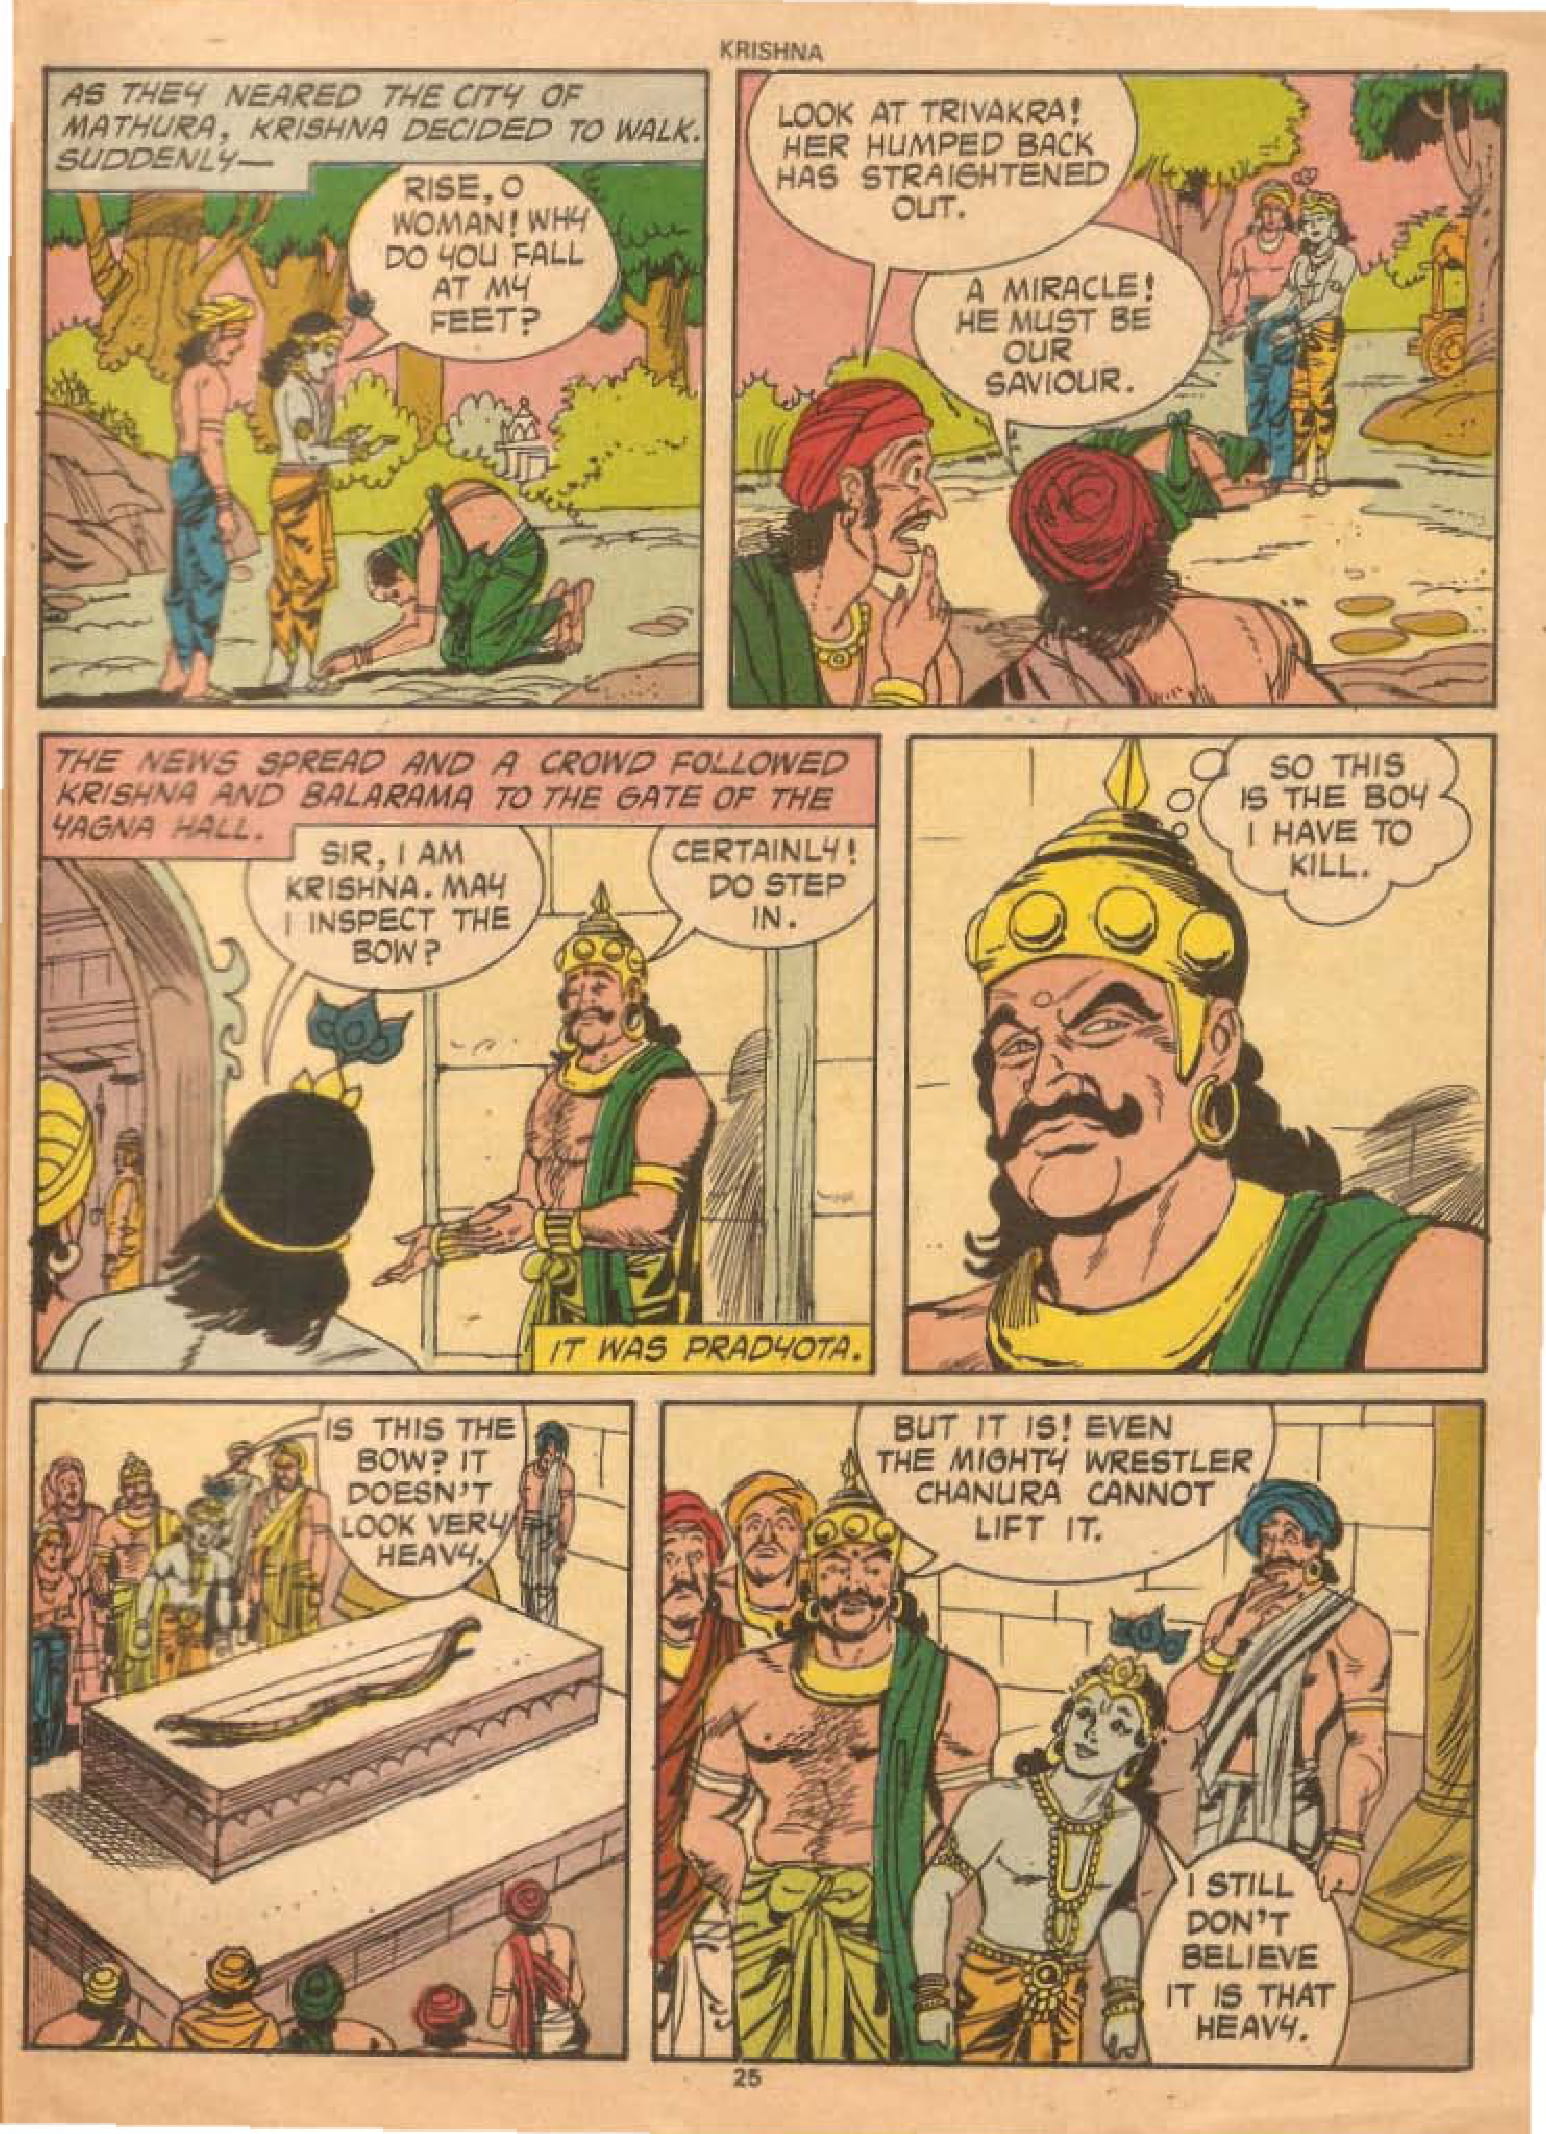 KRISHNA
AS THEY NEARED THE CITY OF
MATHURA, KRISHNA DECIDED TO WALK.
SUDDENLY—
RISE, O
WOMAN! WHY
DO YOU FALL
AT MY
FEET?
LOOK AT TRIVAKRA!
HER HUMPED BACK
HAS STRAIGHTENED
OUT.
A MIRACLE!
HE MUST BE
OUR
SAVIOUR.
THE NEWS SPREAD AND A CROWD FOLLOWED
KRISHNA AND BALARAMA TO THE GATE OF THE
YAGNA HALL.
SIR, I AM
KRISHNA. MAY
I INSPECT THE
BOW?
CERTAINLY!
DO STEP
IN.
IT WAS PRADYOTA.
SO THIS
IS THE BOY
I HAVE TO
KILL.
IS THIS THE
BOW? IT
DOESN'T
LOOK VERY
HEAVY.
BUT IT IS! EVEN
THE MIGHTY WRESTLER
CHANURA CANNOT
LIFT IT.
I STILL
DON'T
BELIEVE
IT IS THAT
HEAVY.
25